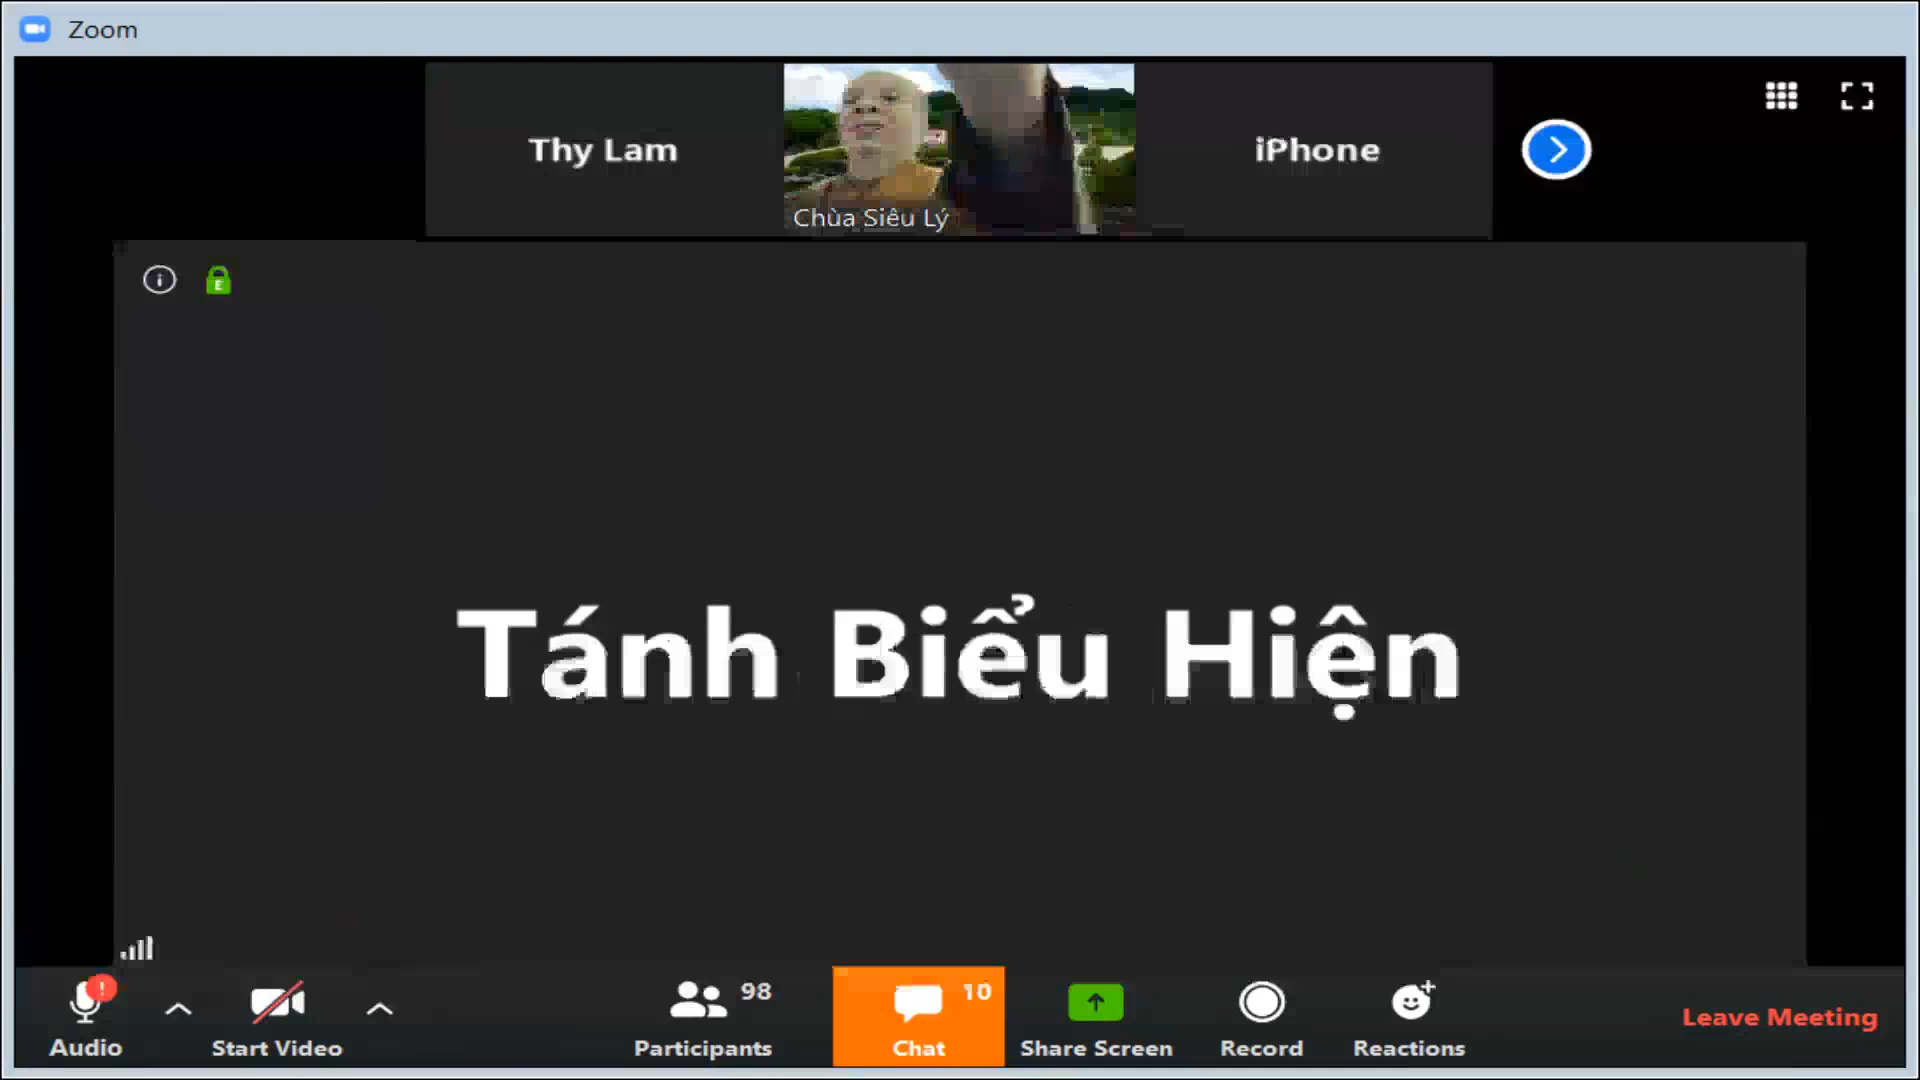 Zoom
Thy Lam
Chùa Siêu Lý
iPhone
Tánh Biểu Hiện
98
10
Audio
Start Video
Participants
Chat
Share Screen
Record
Reactions
Leave Meeting